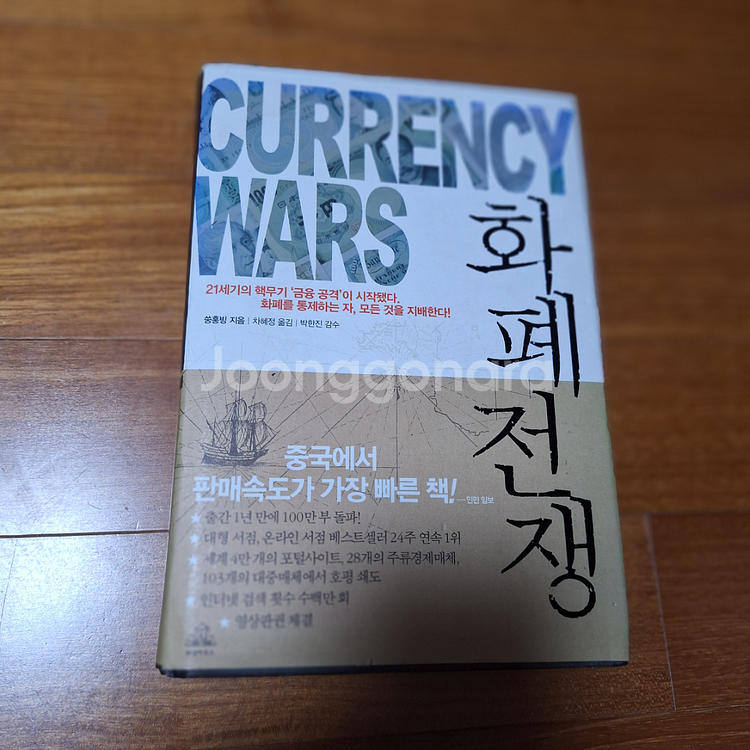 CURRENCY
WARS
화폐전쟁
21세기의 핵무기 '금융 공격'이 시작됐다.
화폐를 통제하는 자, 모든 것을 지배한다!
쑹훙빙 지음 | 차혜정 옮김 | 박한진 감수
Joonggonara
중국에서
판매속도가 가장 빠른 책! — 인민 일보
★ 출간 1년 만에 100만 부 돌파!
★ 대형 서점, 온라인 서점 베스트셀러 24주 연속 1위
★ 세계 4만 개의 포털사이트, 28개의 주류경제매체,
103개의 대중매체에서 호평 쇄도
★ 인터넷 검색 횟수 수백만 회
★ 영상판권 체결